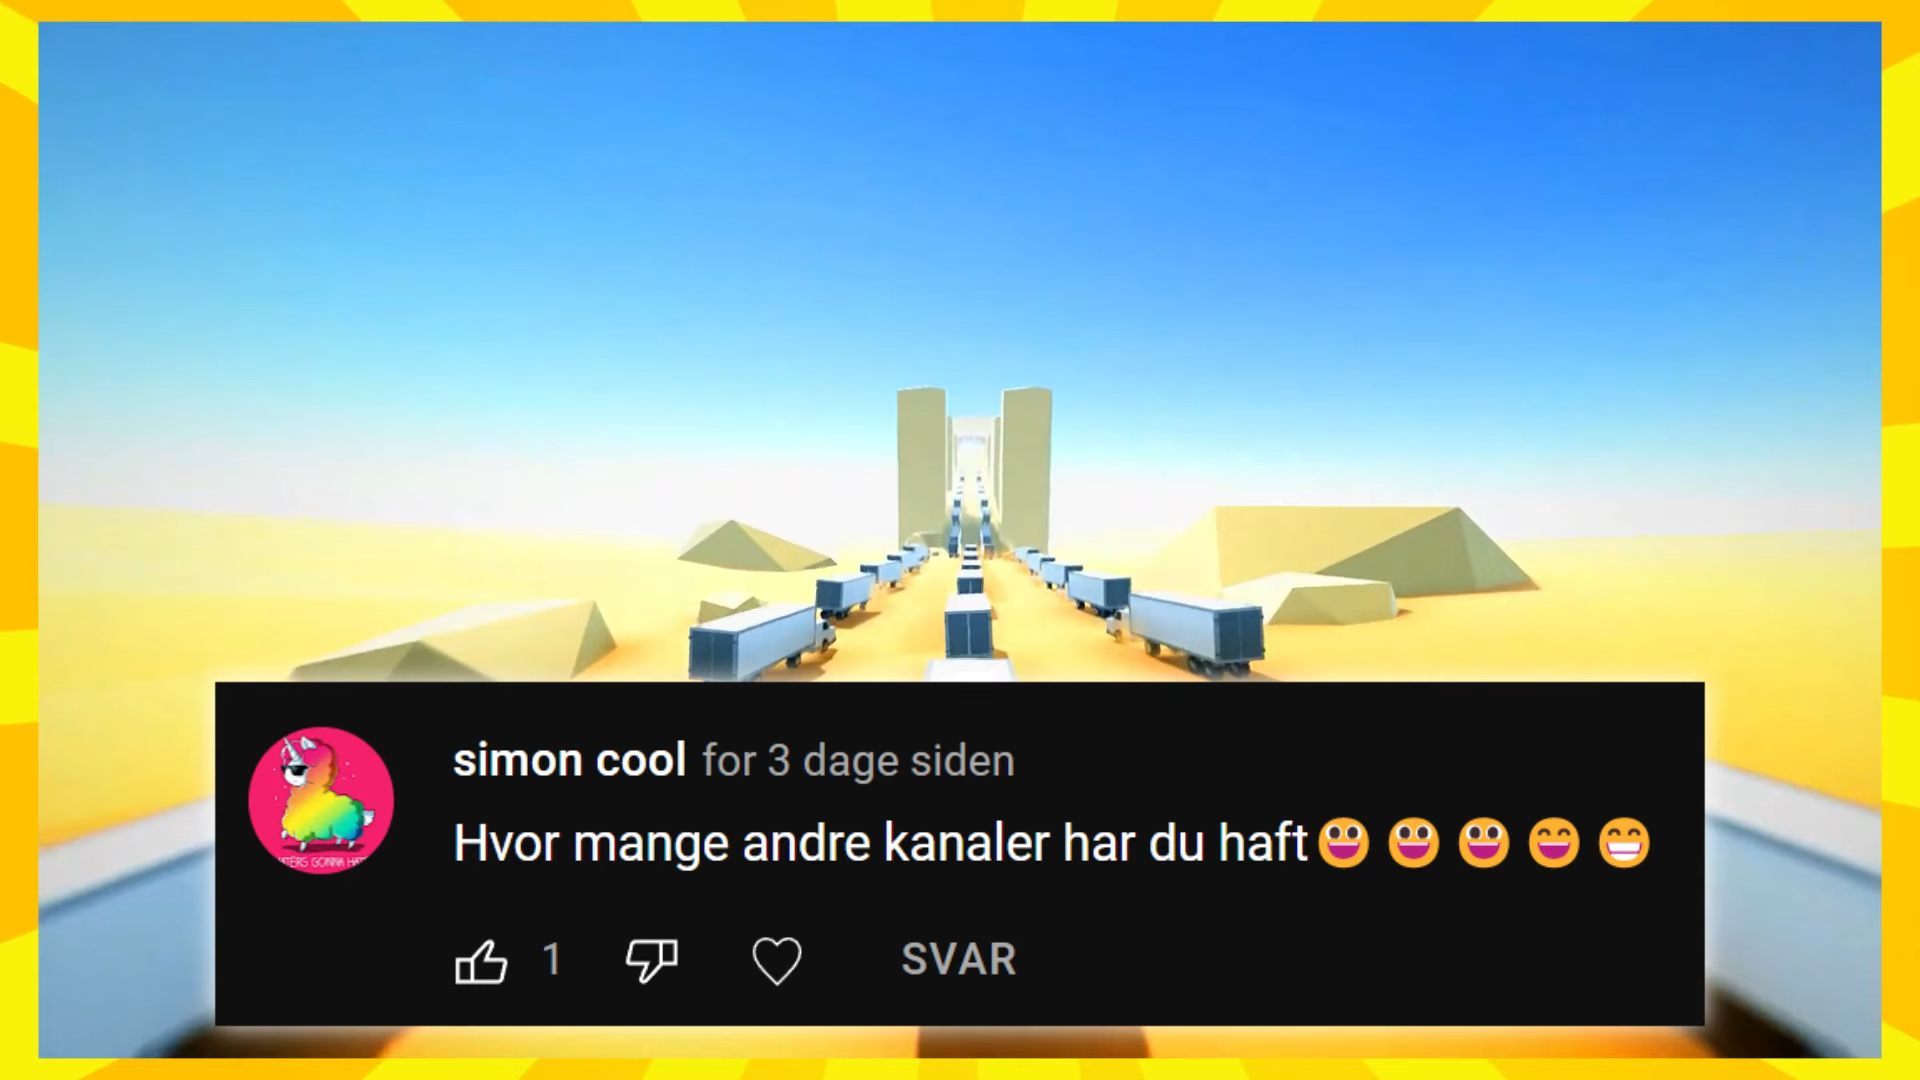 simon cool for 3 dage siden
Hvor mange andre kanaler har du haft😀 😀 😀 😄 😁
1 SVAR